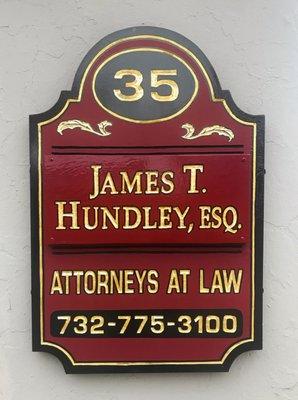 35
JAMES T.
HUNDLEY, ESQ.
ATTORNEYS AT LAW
732-775-3100